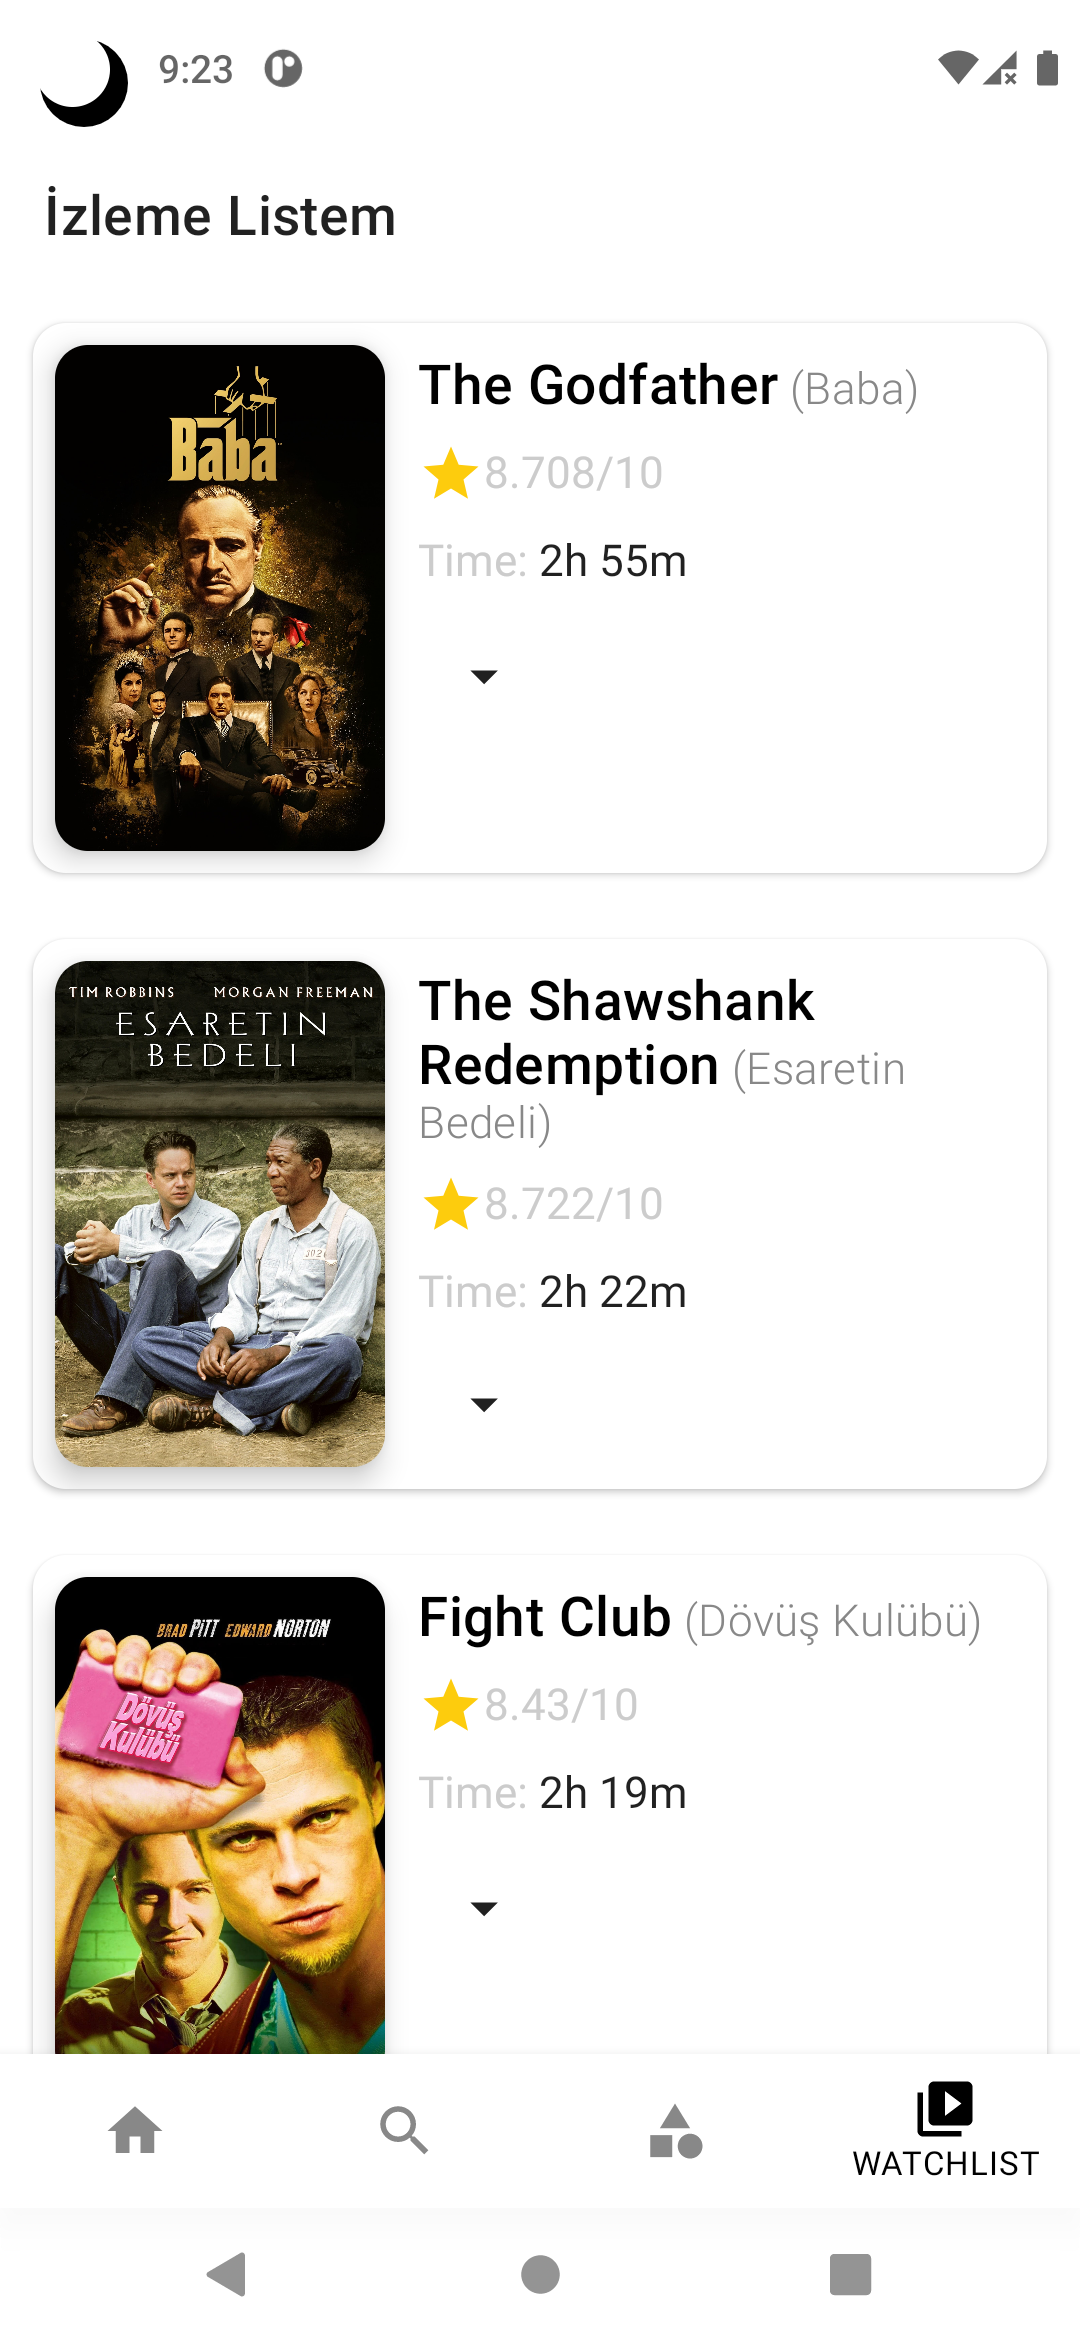 9:23
İzleme Listem
Baba
The Godfather (Baba)
8.708/10
Time: 2h 55m
TIM ROBBINS MORGAN FREEMAN
ESARETIN
BEDELI
The Shawshank
Redemption (Esaretin
Bedeli)
8.722/10
Time: 2h 22m
BRAD PITT EDWARD NORTON
Dövüş
Kulübü
Fight Club (Dövüş Kulübü)
8.43/10
Time: 2h 19m
WATCHLIST